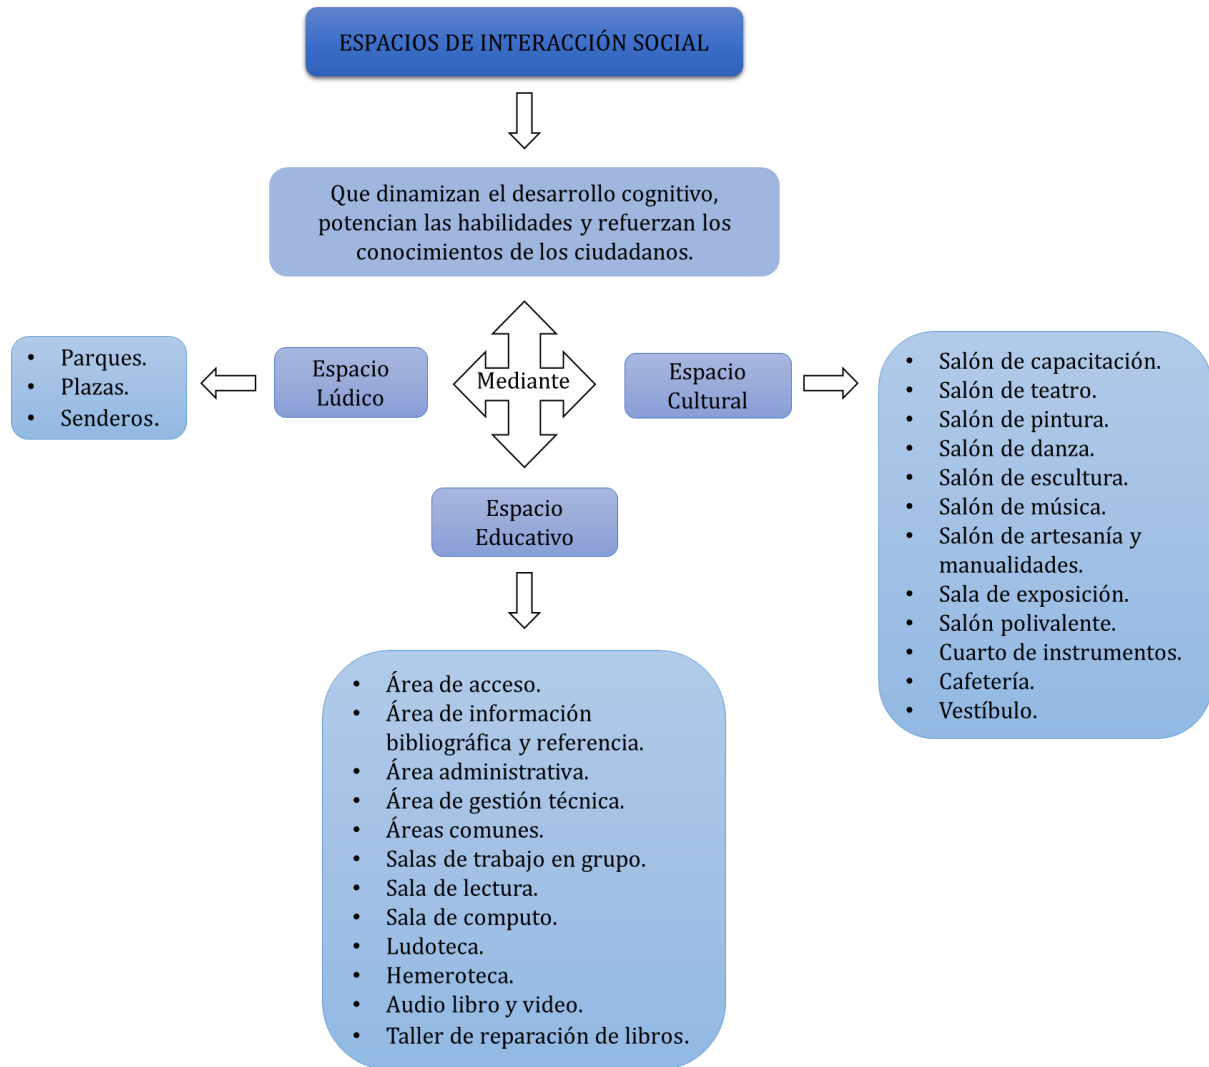 ESPACIOS DE INTERACCIÓN SOCIAL
Que dinamizan el desarrollo cognitivo,
potencian las habilidades y refuerzan los
conocimientos de los ciudadanos.
Mediante
Espacio
Lúdico
• Parques.
• Plazas.
• Senderos.
Espacio
Cultural
• Salón de capacitación.
• Salón de teatro.
• Salón de pintura.
• Salón de danza.
• Salón de escultura.
• Salón de música.
• Salón de artesanía y
manualidades.
• Sala de exposición.
• Salón polivalente.
• Cuarto de instrumentos.
• Cafetería.
• Vestíbulo.
Espacio
Educativo
• Área de acceso.
• Área de información
bibliográfica y referencia.
• Área administrativa.
• Área de gestión técnica.
• Áreas comunes.
• Salas de trabajo en grupo.
• Sala de lectura.
• Sala de computo.
• Ludoteca.
• Hemeroteca.
• Audio libro y video.
• Taller de reparación de libros.